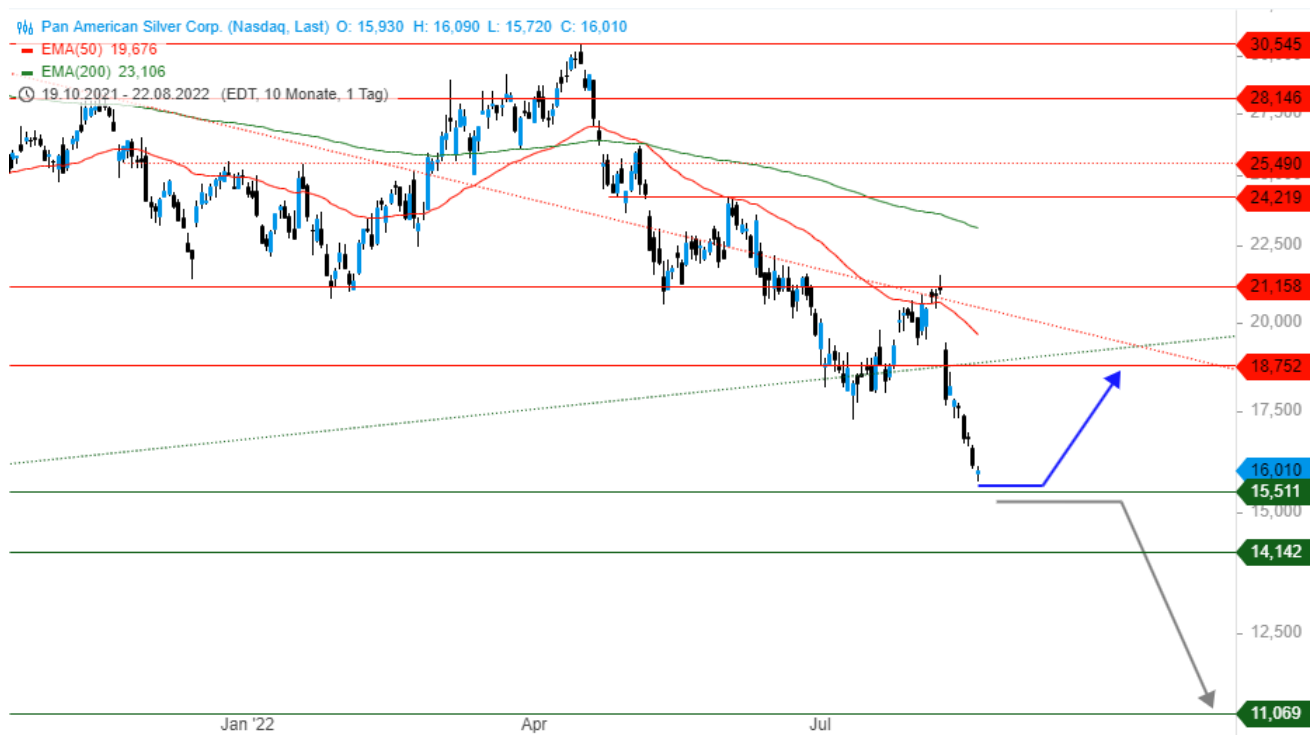 Pan American Silver Corp. (Nasdaq, Last) O: 15,930 H: 16,090 L: 15,720 C: 16,010
EMA(50) 19,676
EMA(200) 23,106
19.10.2021 - 22.08.2022 (EDT, 10 Monate, 1 Tag)
30,545
28,146
27,500
25,490
24,219
22,500
21,158
20,000
18,752
17,500
16,010
15,511
15,000
14,142
12,500
11,069
Jan '22
Apr
Jul